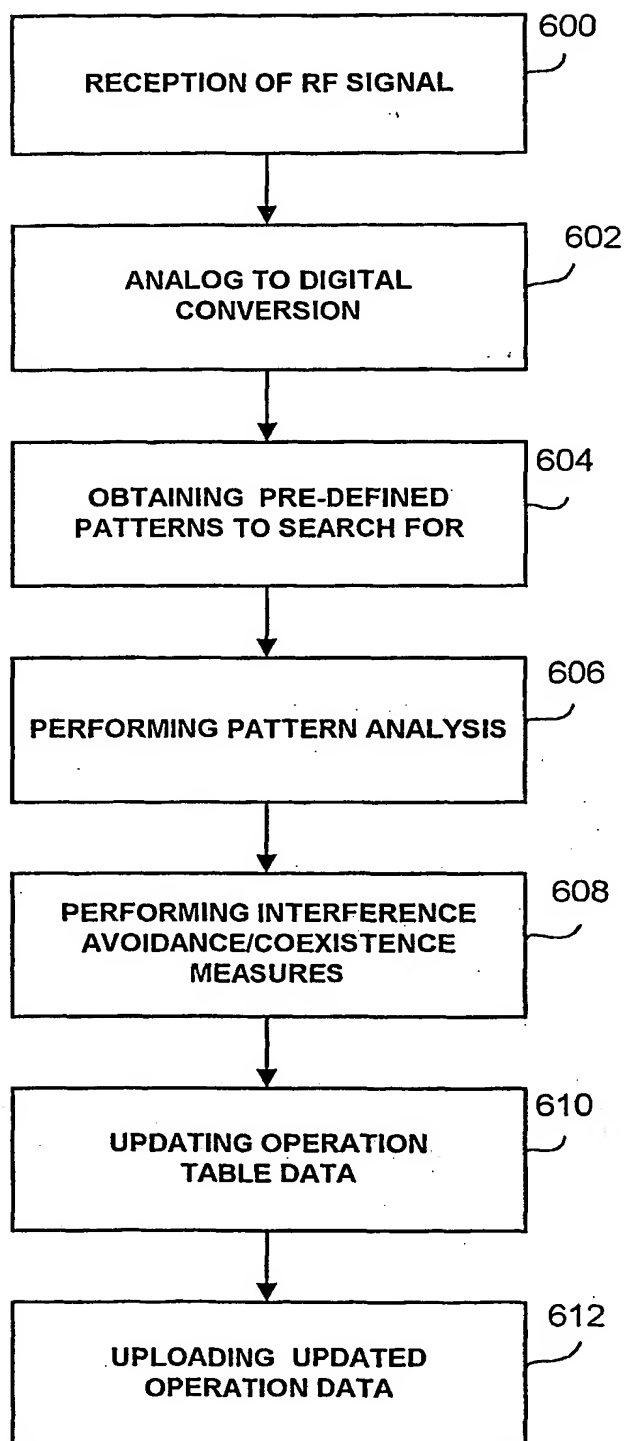 600
RECEPTION OF RF SIGNAL
602
ANALOG TO DIGITAL
CONVERSION
604
OBTAINING PRE-DEFINED
PATTERNS TO SEARCH FOR
606
PERFORMING PATTERN ANALYSIS
608
PERFORMING INTERFERENCE
AVOIDANCE/COEXISTENCE
MEASURES
610
UPDATING OPERATION
TABLE DATA
612
UPLOADING UPDATED
OPERATION DATA